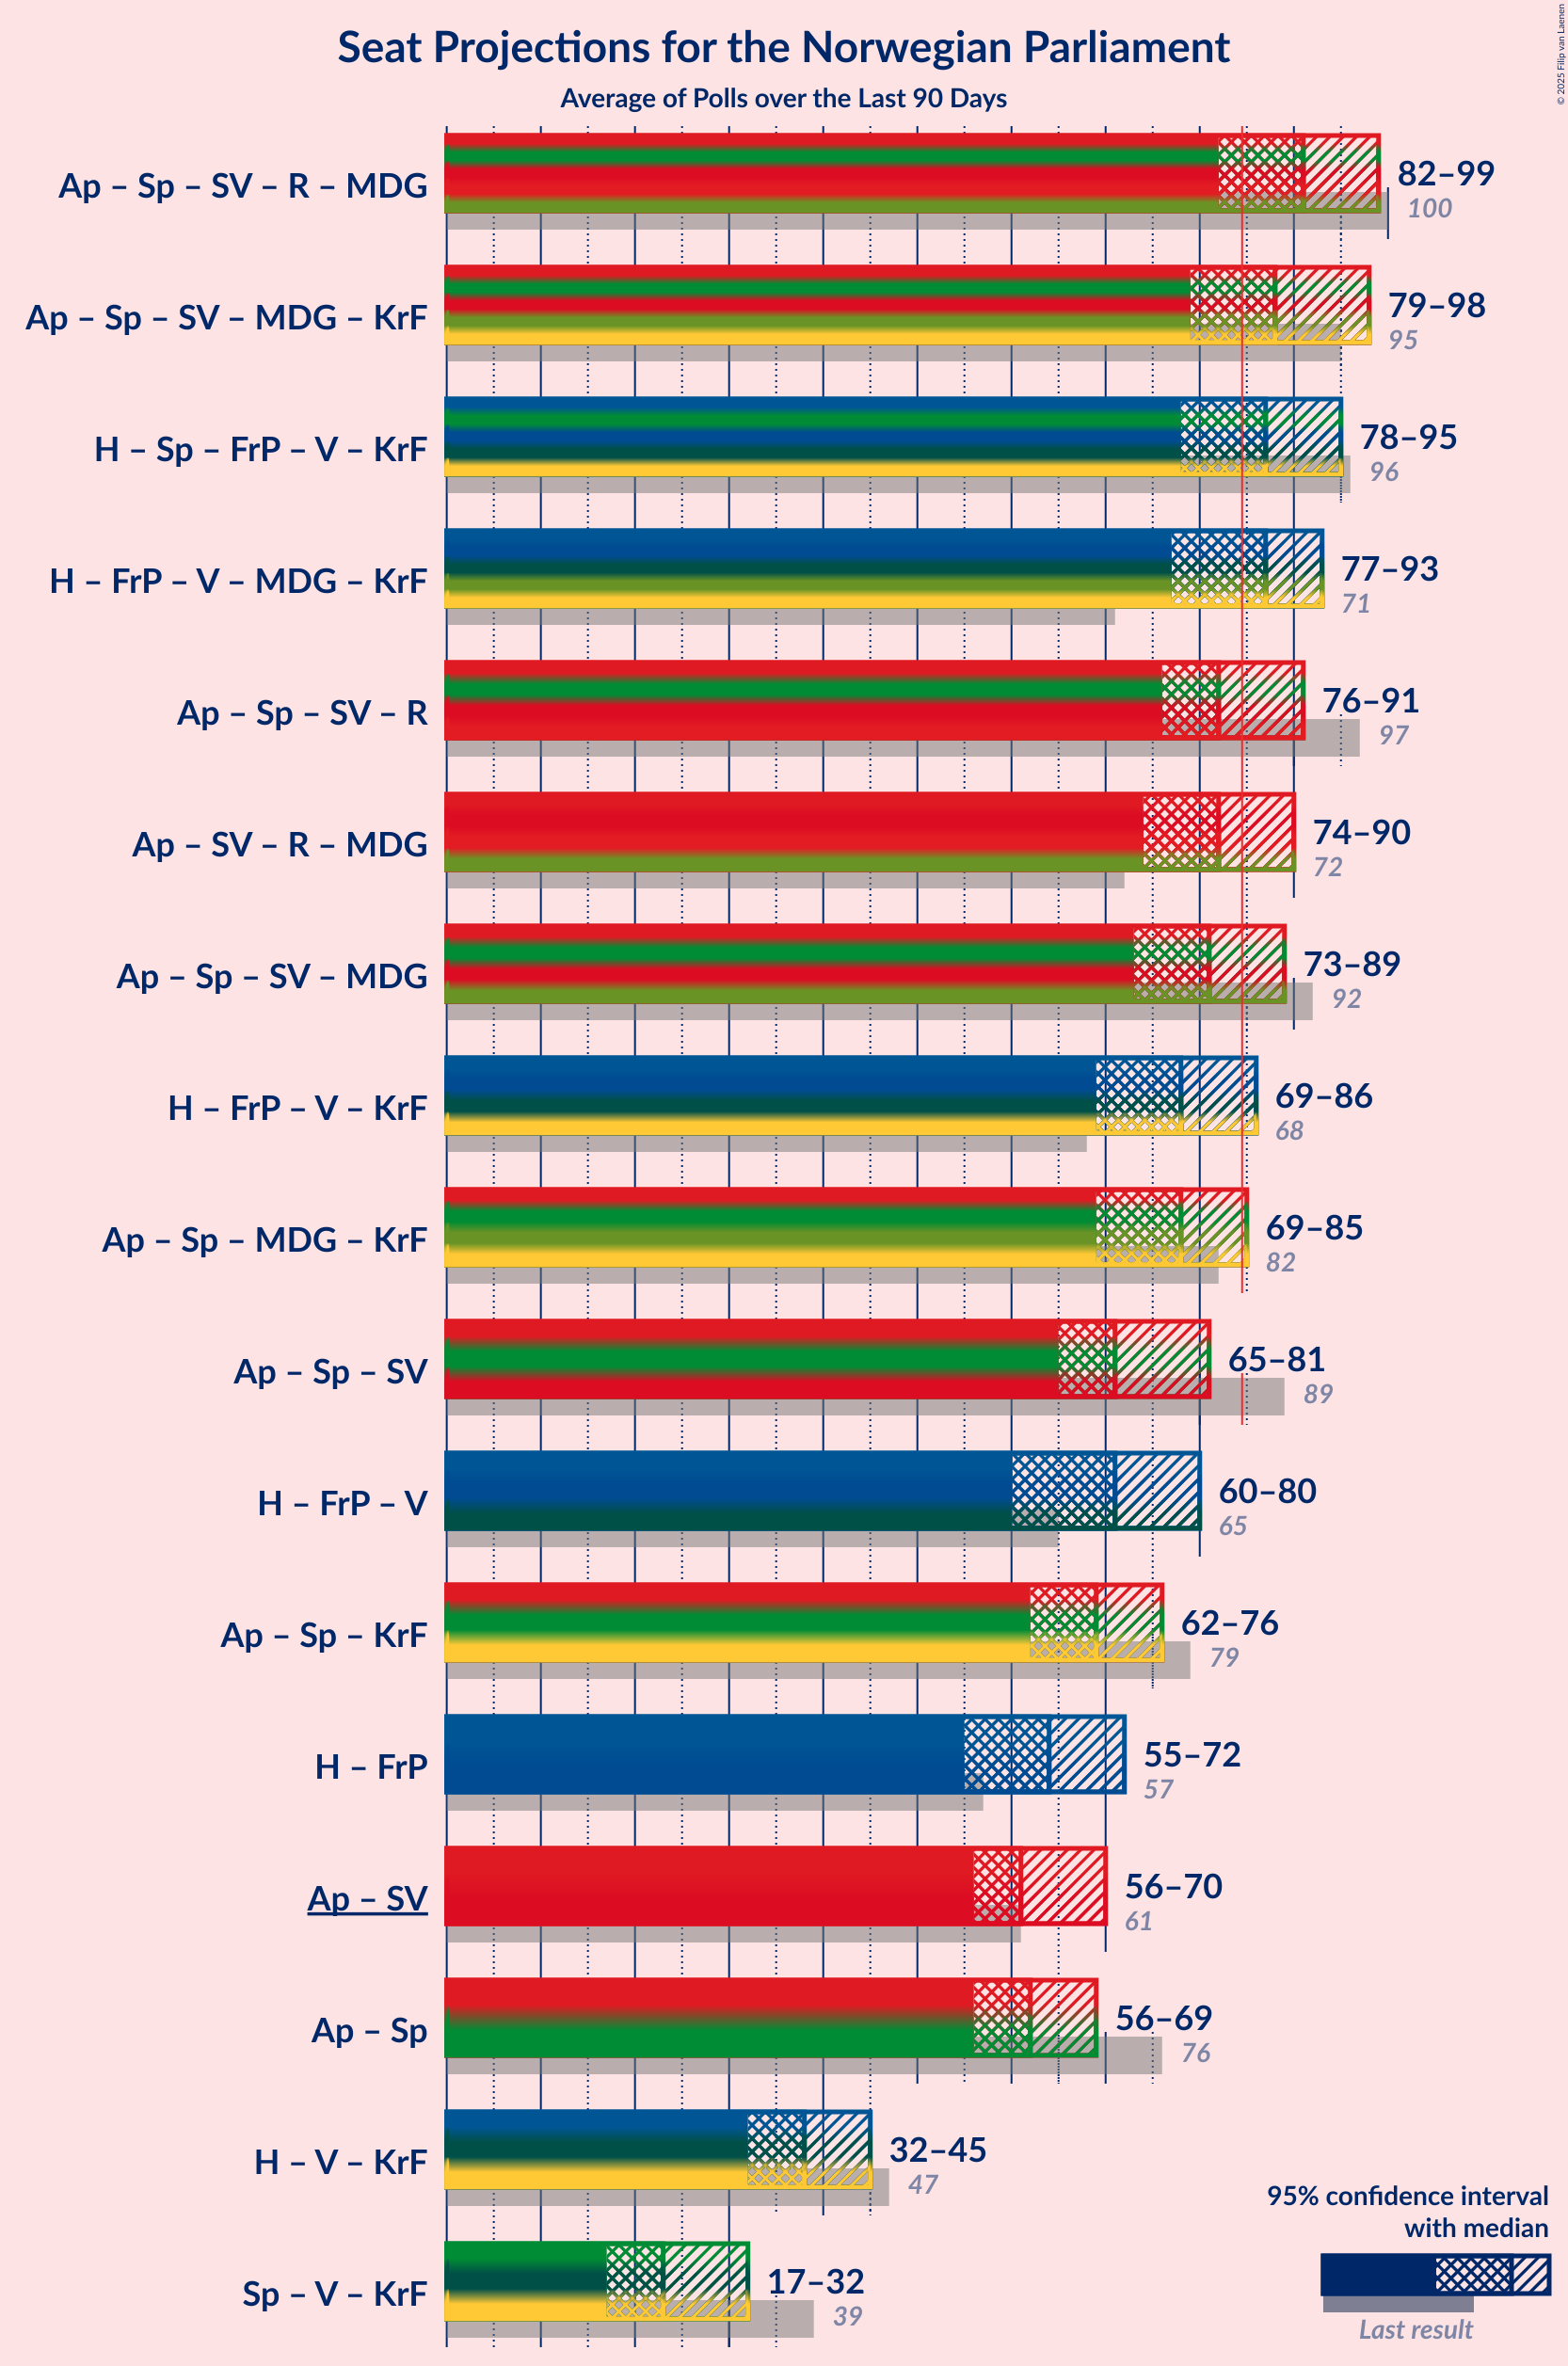 Seat Projections for the Norwegian Parliament
Average of Polls over the Last 90 Days
© 2025 Filip van Laenen
Ap – Sp – SV – R – MDG
82–99
100
Ap – Sp – SV – MDG – KrF
79–98
95
H – Sp – FrP – V – KrF
78–95
96
H – FrP – V – MDG – KrF
77–93
71
Ap – Sp – SV – R
76–91
97
Ap – SV – R – MDG
74–90
72
Ap – Sp – SV – MDG
73–89
92
H – FrP – V – KrF
69–86
68
Ap – Sp – MDG – KrF
69–85
82
Ap – Sp – SV
65–81
89
H – FrP – V
60–80
65
Ap – Sp – KrF
62–76
79
H – FrP
55–72
57
Ap – SV
56–70
61
Ap – Sp
56–69
76
H – V – KrF
32–45
47
Sp – V – KrF
17–32
39
95% confidence interval
with median
Last result